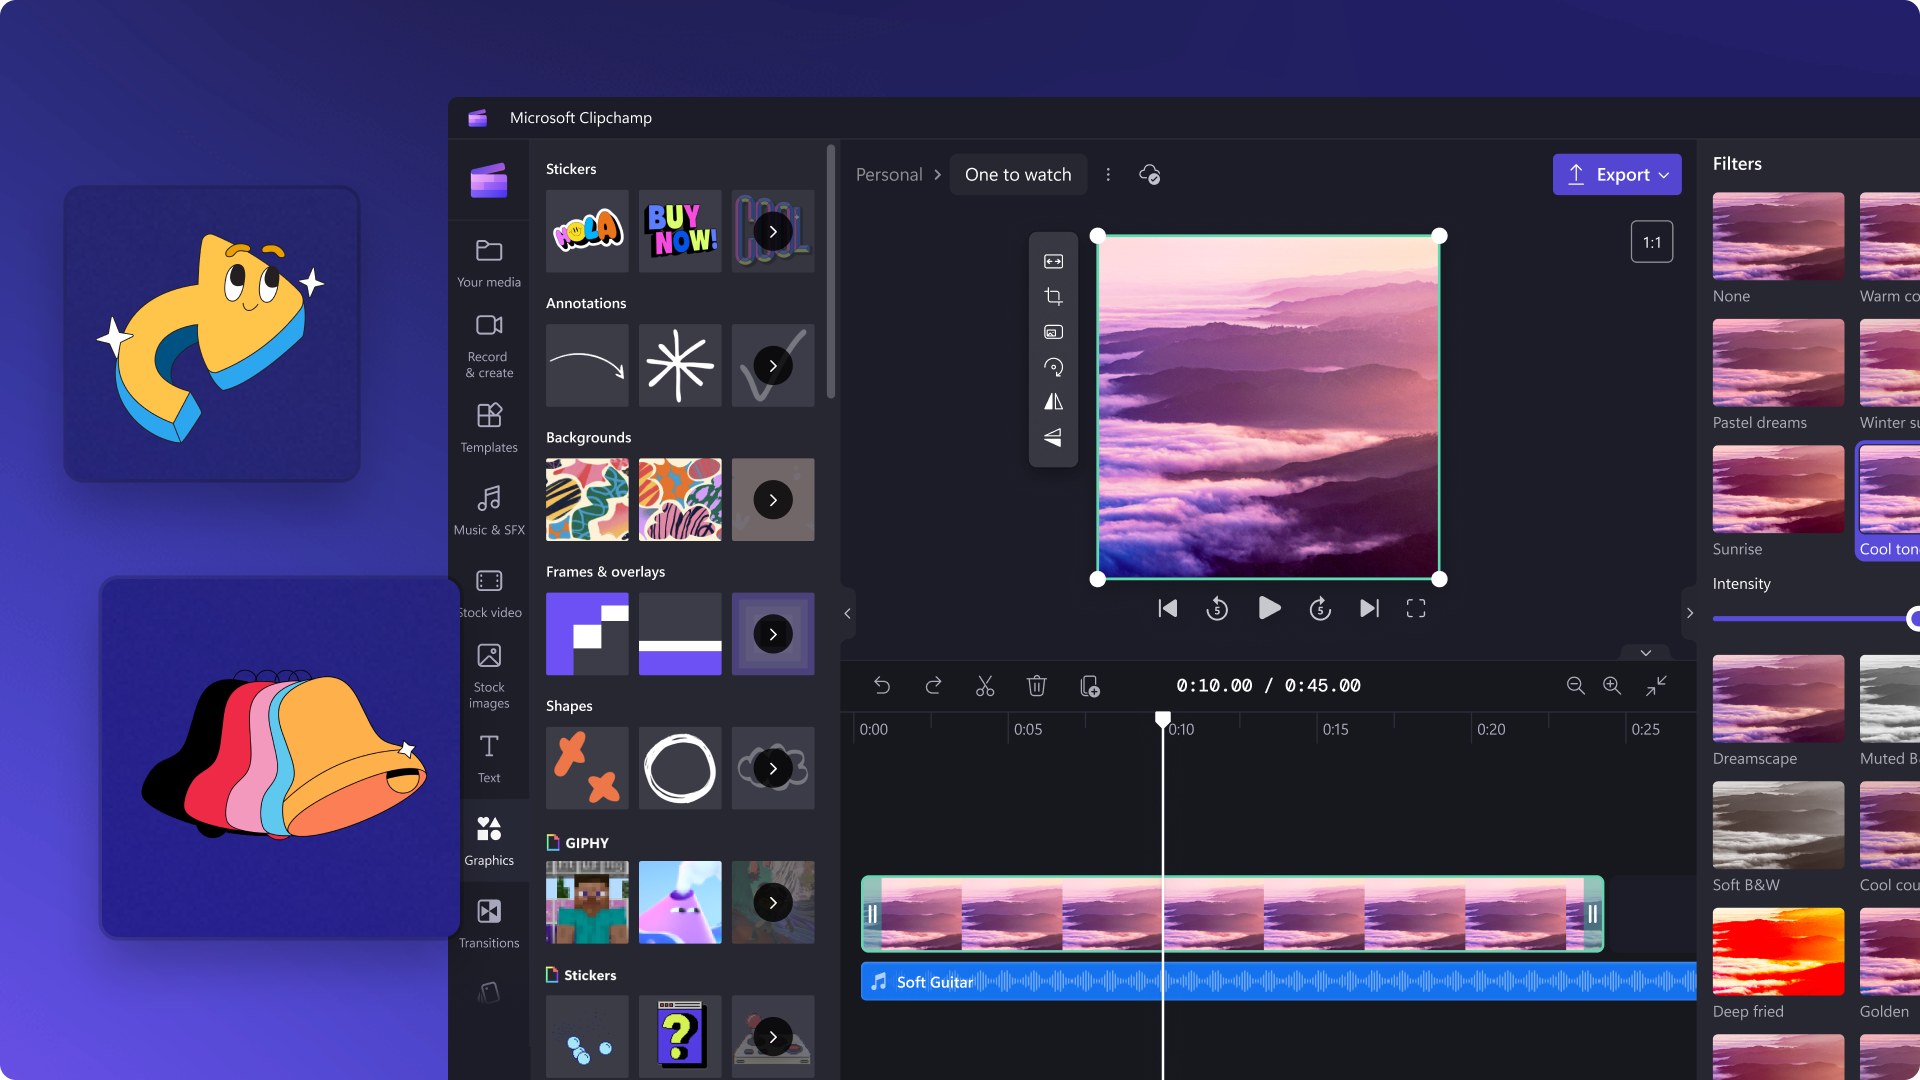 Microsoft Clipchamp
Your media
Record
& create
Templates
Music & SFX
Stock video
Stock
images
Text
Graphics
Transitions
Stickers
HOLA
BUY
NOW!
COOL
Annotations
Backgrounds
Frames & overlays
Shapes
GIPHY
Stickers
?
Personal
One to watch
Export
1:1
5
5
0:10.00 / 0:45.00
0:00
0:05
0:10
0:15
0:20
0:25
Soft Guitar
Filters
None
Warm co
Pastel dreams
Winter su
Sunrise
Cool ton
Intensity
Dreamscape
Muted B
Soft B&W
Cool cou
Deep fried
Golden